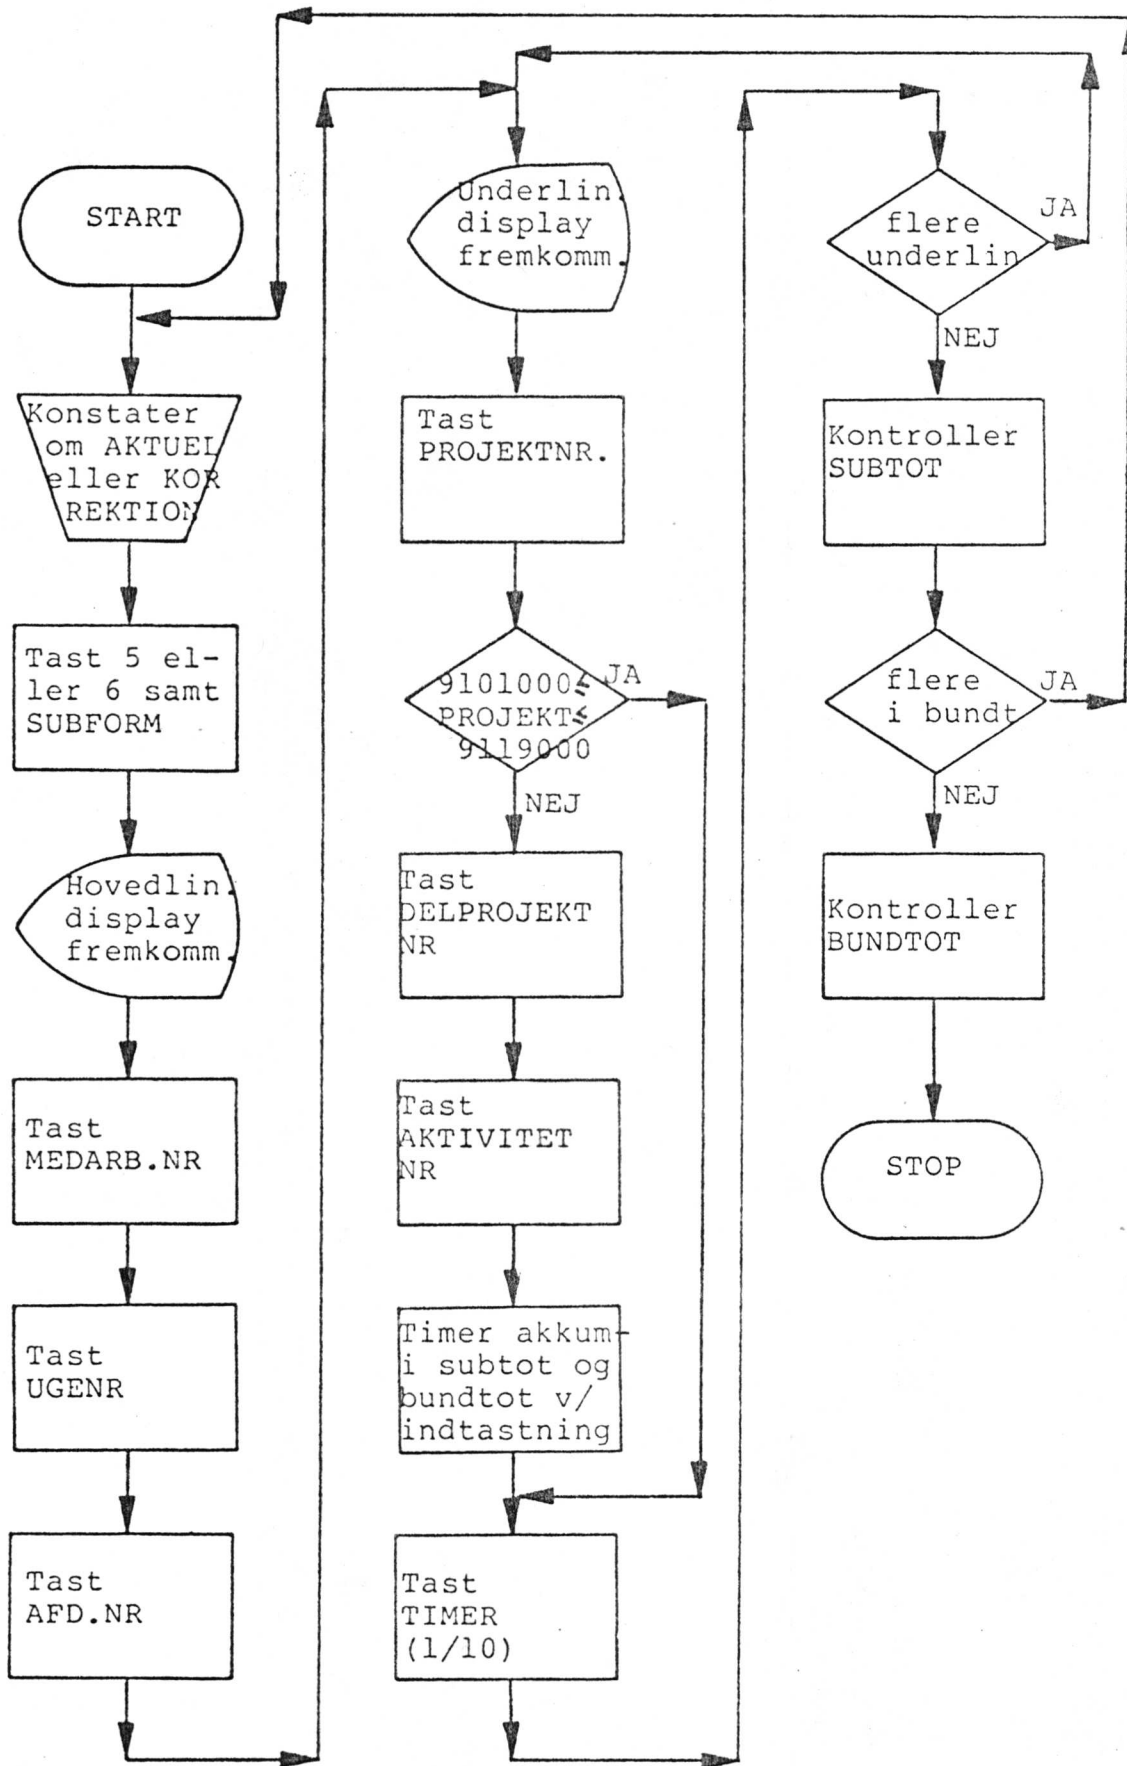 START
Konstater
om AKTUEL
eller KOR
REKTION
Tast 5 el-
ler 6 samt
SUBFORM
Hovedlin.
display
fremkomm.
Tast
MEDARB.NR
Tast
UGENR
Tast
AFD.NR
Underlin.
display
fremkomm.
Tast
PROJEKTNR.
9101000≤
PROJEKT≤
9119000
JA
NEJ
Tast
DELPROJEKT
NR
Tast
AKTIVITET
NR
Timer akkum-
i subtot og
bundtot v/
indtastning
Tast
TIMER
(1/10)
flere
underlin
JA
NEJ
Kontroller
SUBTOT
flere
i bundt
JA
NEJ
Kontroller
BUNDTOT
STOP